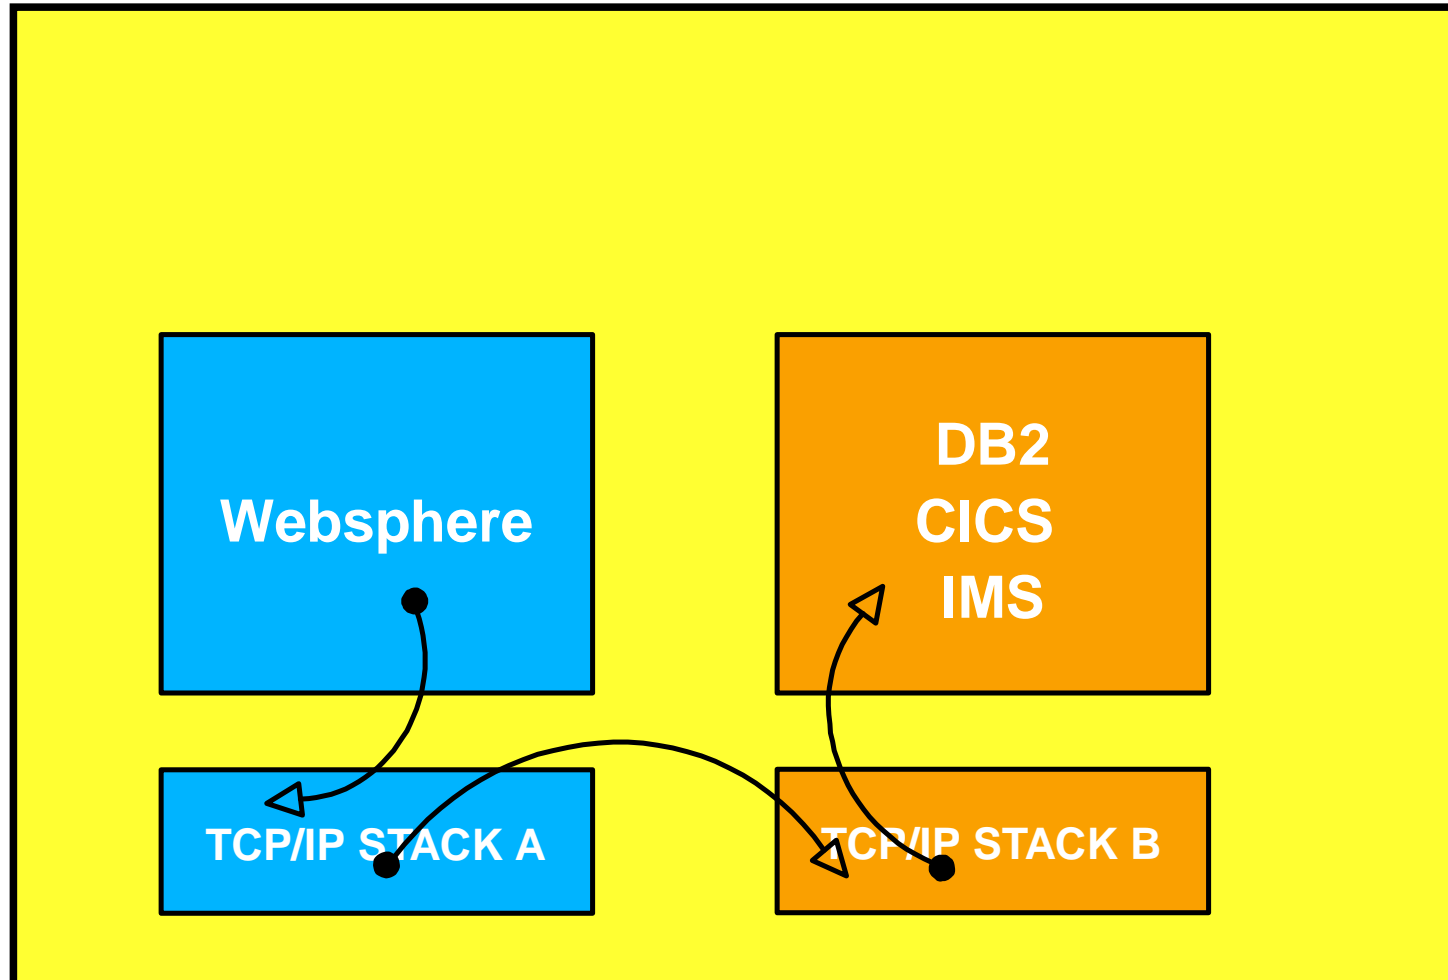 Websphere
DB2
CICS
IMS
TCP/IP STACK A
TCP/IP STACK B